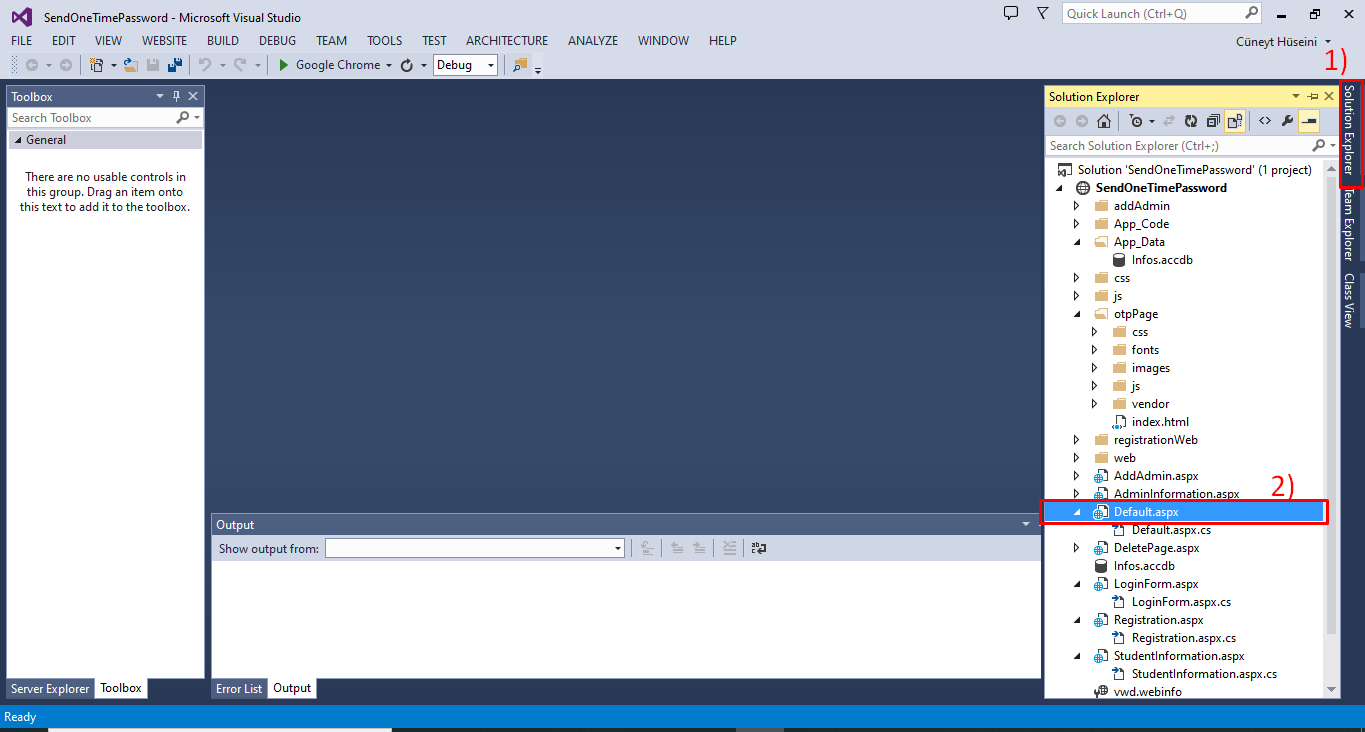 SendOneTimePassword - Microsoft Visual Studio
Quick Launch (Ctrl+Q)
FILE EDIT VIEW WEBSITE BUILD DEBUG TEAM TOOLS TEST ARCHITECTURE ANALYZE WINDOW HELP
Cüneyt Hüseini
Google Chrome
Debug
1)
Toolbox
Search Toolbox
General
There are no usable controls in
this group. Drag an item onto
this text to add it to the toolbox.
Server Explorer
Toolbox
Output
Show output from:
Error List
Output
Solution Explorer
Search Solution Explorer (Ctrl+;)
Solution 'SendOneTimePassword' (1 project)
SendOneTimePassword
addAdmin
App_Code
App_Data
Infos.accdb
css
js
otpPage
css
fonts
images
js
vendor
index.html
registrationWeb
web
AddAdmin.aspx
AdminInformation.aspx
2)
Default.aspx
Default.aspx.cs
DeletePage.aspx
Infos.accdb
LoginForm.aspx
LoginForm.aspx.cs
Registration.aspx
Registration.aspx.cs
StudentInformation.aspx
StudentInformation.aspx.cs
vwd.webinfo
Solution Explorer
Team Explorer
Class View
Ready